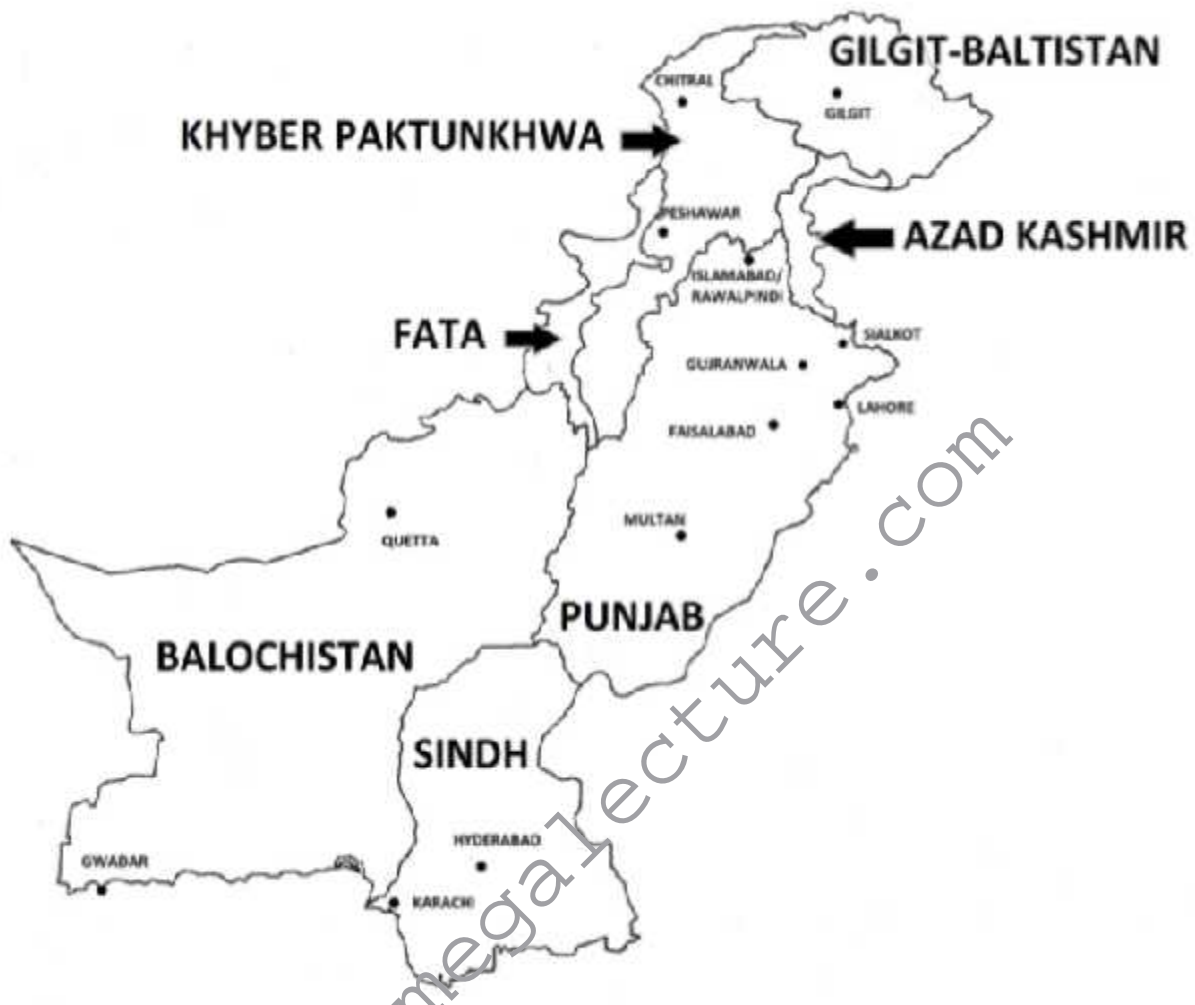 GILGIT-BALTISTAN
CHITRAL
GILGIT
KHYBER PAKTUNKHWA
PESHAWAR
AZAD KASHMIR
ISLAMABAD/
RAWALPINDI
FATA
SIALKOT
GUJRANWALA
LAHORE
FAISALABAD
MULTAN
QUETTA
PUNJAB
BALOCHISTAN
SINDH
HYDERABAD
GWADAR
KARACHI
megalecture.com